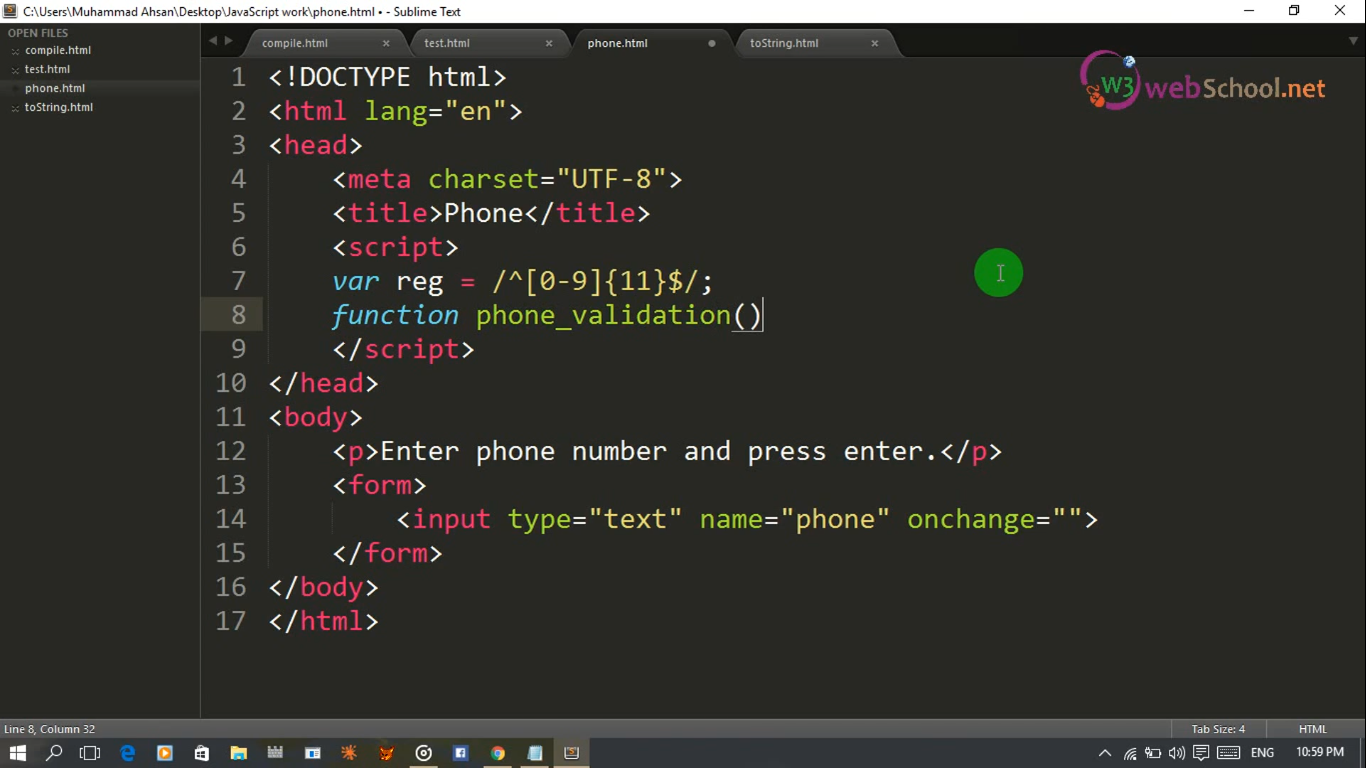 C:\Users\Muhammad Ahsan\Desktop\JavaScript work\phone.html • - Sublime Text
OPEN FILES
compile.html
test.html
phone.html
toString.html
compile.html × test.html × phone.html toString.html ×
W3 webSchool.net
1 <!DOCTYPE html>
2 <html lang="en">
3 <head>
4     <meta charset="UTF-8">
5     <title>Phone</title>
6     <script>
7     var reg = /^[0-9]{11}$/;
8     function phone_validation()
9     </script>
10 </head>
11 <body>
12     <p>Enter phone number and press enter.</p>
13     <form>
14         <input type="text" name="phone" onchange="">
15     </form>
16 </body>
17 </html>
Line 8, Column 32
Tab Size: 4
HTML
ENG
10:59 PM